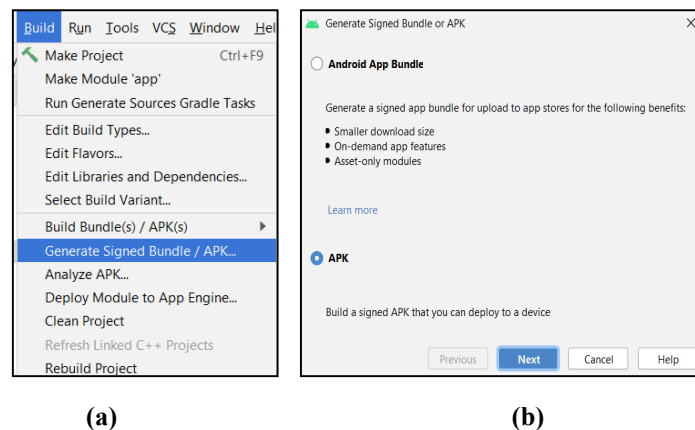 Build Run Tools VCS Window Hel
Make Project Ctrl+F9
Make Module 'app'
Run Generate Sources Gradle Tasks
Edit Build Types...
Edit Flavors...
Edit Libraries and Dependencies...
Select Build Variant...
Build Bundle(s) / APK(s)
Generate Signed Bundle / APK...
Analyze APK...
Deploy Module to App Engine...
Clean Project
Refresh Linked C++ Projects
Rebuild Project
(a)
Generate Signed Bundle or APK
Android App Bundle
Generate a signed app bundle for upload to app stores for the following benefits:
• Smaller download size
• On-demand app features
• Asset-only modules
Learn more
APK
Build a signed APK that you can deploy to a device
Previous Next Cancel Help
(b)